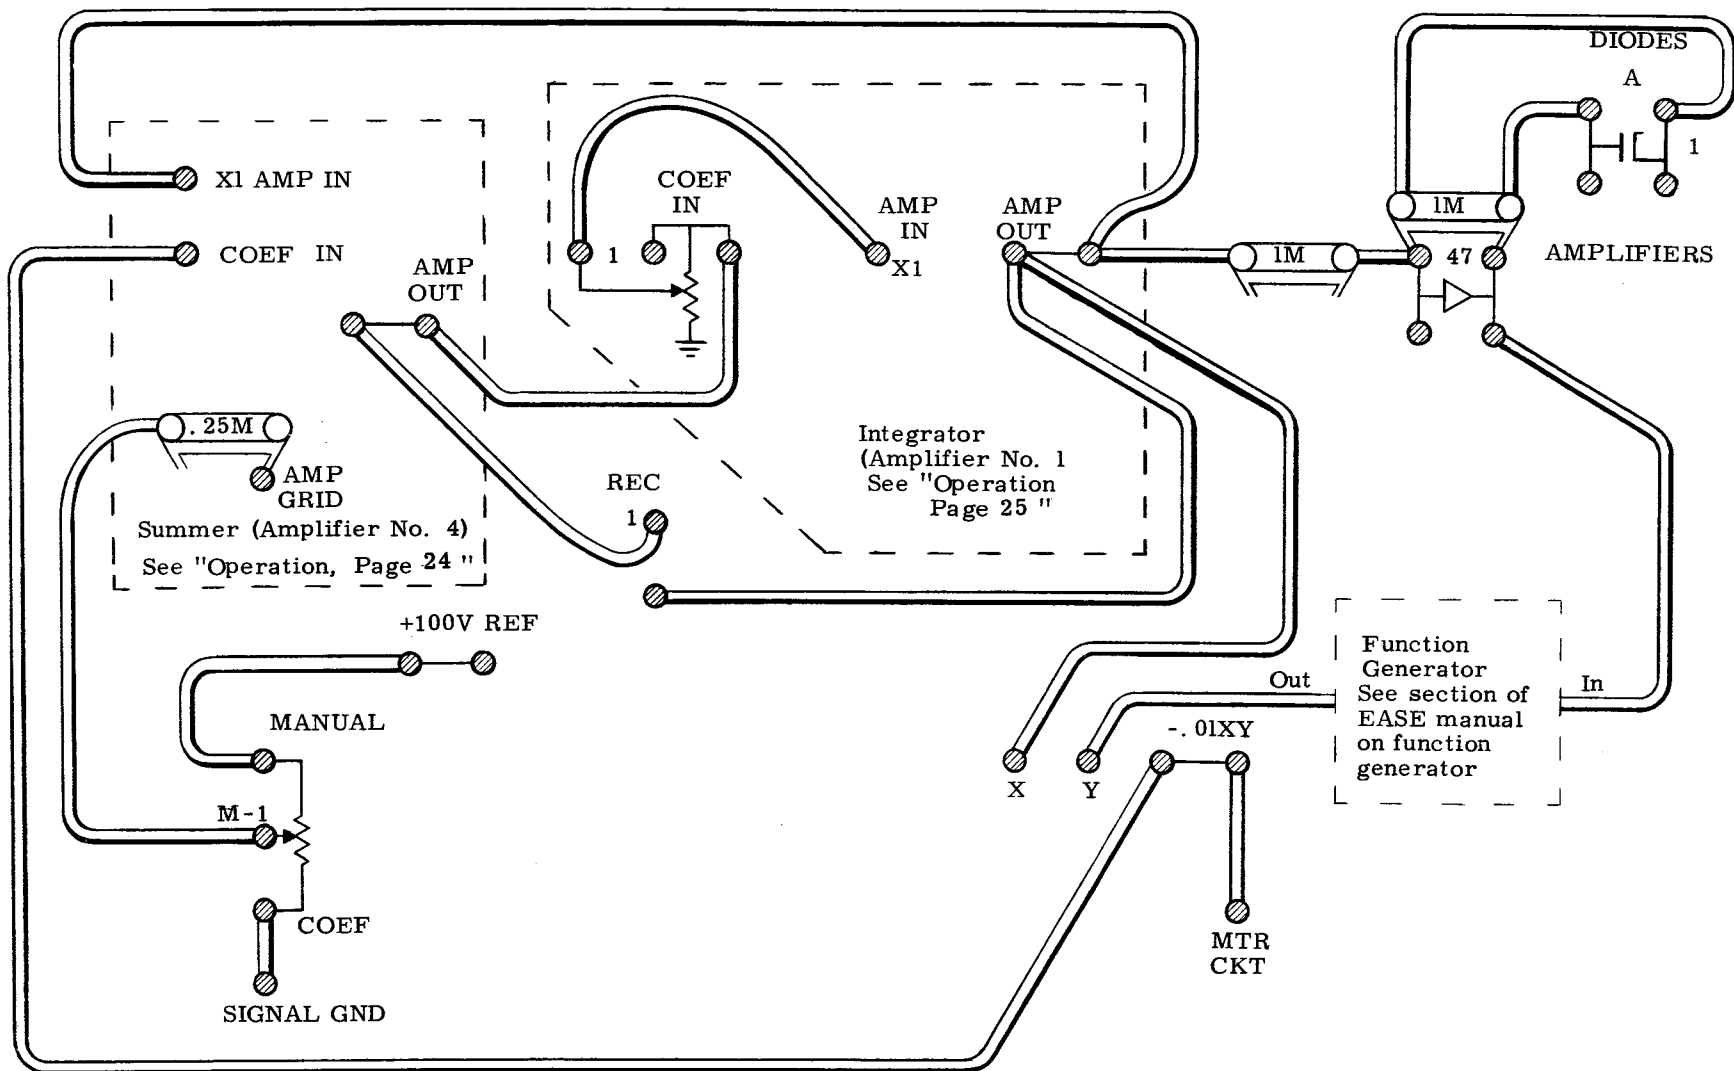 DIODES
A
1
X1 AMP IN
COEF
IN
1
AMP
IN
X1
AMP
OUT
1M
COEF IN
AMP
OUT
1M
47
AMPLIFIERS
.25M
AMP
GRID
Summer (Amplifier No. 4)
See "Operation, Page 24 "
REC
1
Integrator
(Amplifier No. 1
See "Operation
Page 25 "
+100V REF
MANUAL
M-1
COEF
SIGNAL GND
Out
In
Function
Generator
See section of
EASE manual
on function
generator
-.01XY
X
Y
MTR
CKT